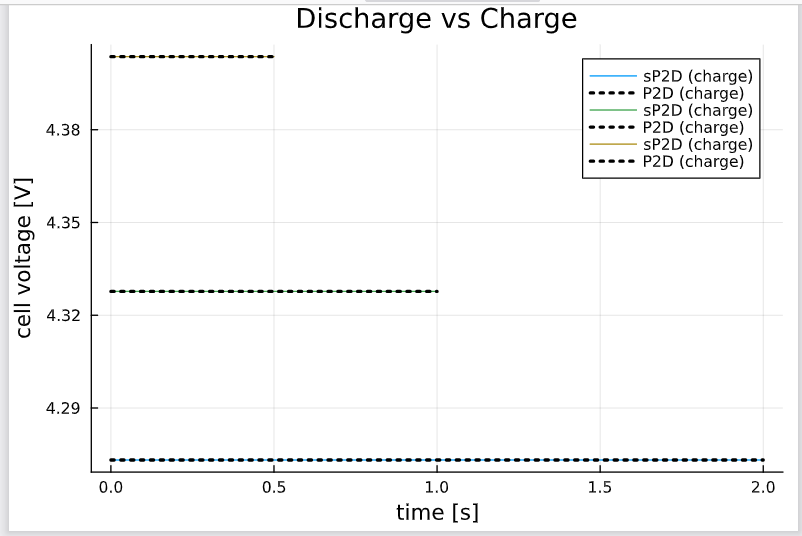 Discharge vs Charge
sP2D (charge)
P2D (charge)
sP2D (charge)
P2D (charge)
sP2D (charge)
P2D (charge)
cell voltage [V]
4.38
4.35
4.32
4.29
0.0 0.5 1.0 1.5 2.0
time [s]